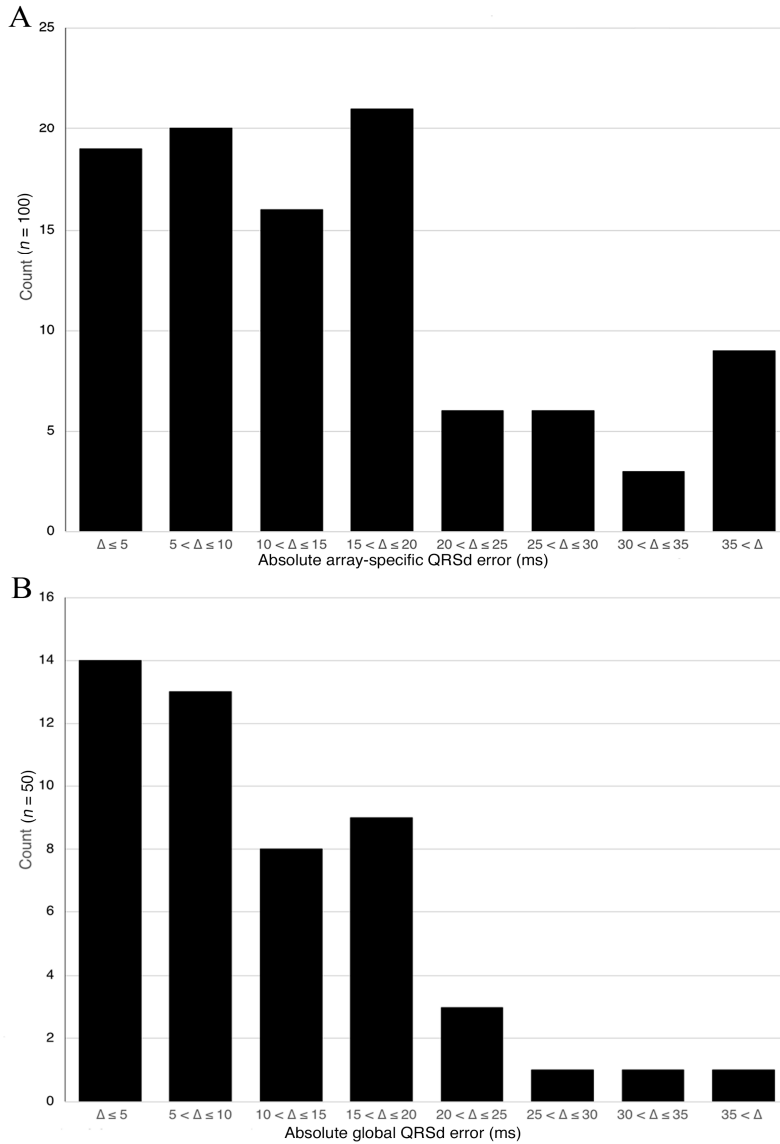 A
25
20
15
10
5
0
Count (n = 100)
Δ ≤ 5 5 < Δ ≤ 10 10 < Δ ≤ 15 15 < Δ ≤ 20 20 < Δ ≤ 25 25 < Δ ≤ 30 30 < Δ ≤ 35 35 < Δ
Absolute array-specific QRSd error (ms)
B
16
14
12
10
8
6
4
2
0
Count (n = 50)
Δ ≤ 5 5 < Δ ≤ 10 10 < Δ ≤ 15 15 < Δ ≤ 20 20 < Δ ≤ 25 25 < Δ ≤ 30 30 < Δ ≤ 35 35 < Δ
Absolute global QRSd error (ms)